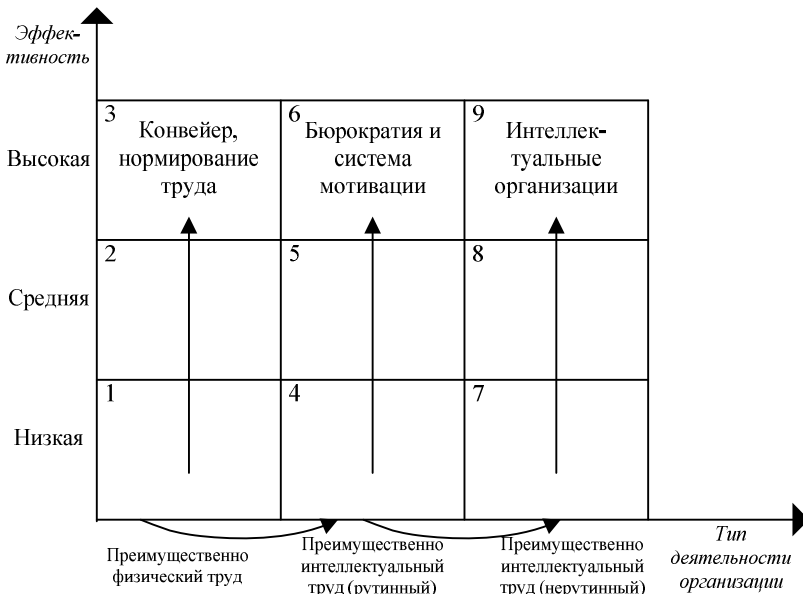 Эффек-
тивность
3
Конвейер,
нормирование
труда
6
Бюрократия и
система
мотивации
9
Интеллек-
туальные
организации
Высокая
2
5
8
Средняя
1
4
7
Низкая
Преимущественно
физический труд
Преимущественно
интеллектуальный
труд (рутинный)
Преимущественно
интеллектуальный
труд (нерутинный)
Тип
деятельности
организации